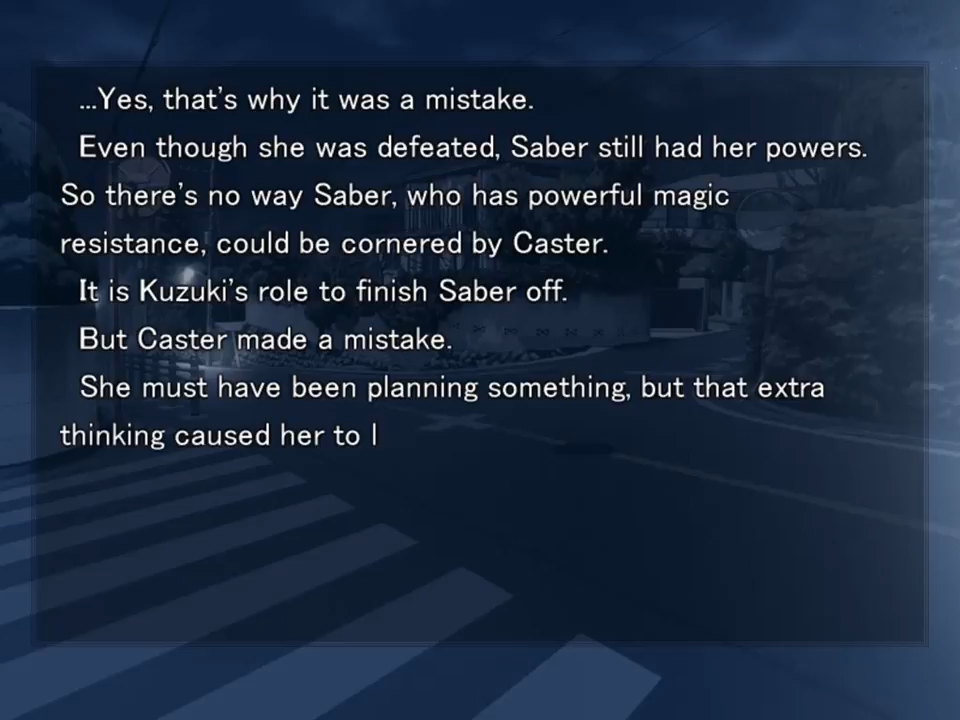 ...Yes, that's why it was a mistake.
Even though she was defeated, Saber still had her powers.
So there's no way Saber, who has powerful magic
resistance, could be cornered by Caster.
It is Kuzuki's role to finish Saber off.
But Caster made a mistake.
She must have been planning something, but that extra
thinking caused her to l